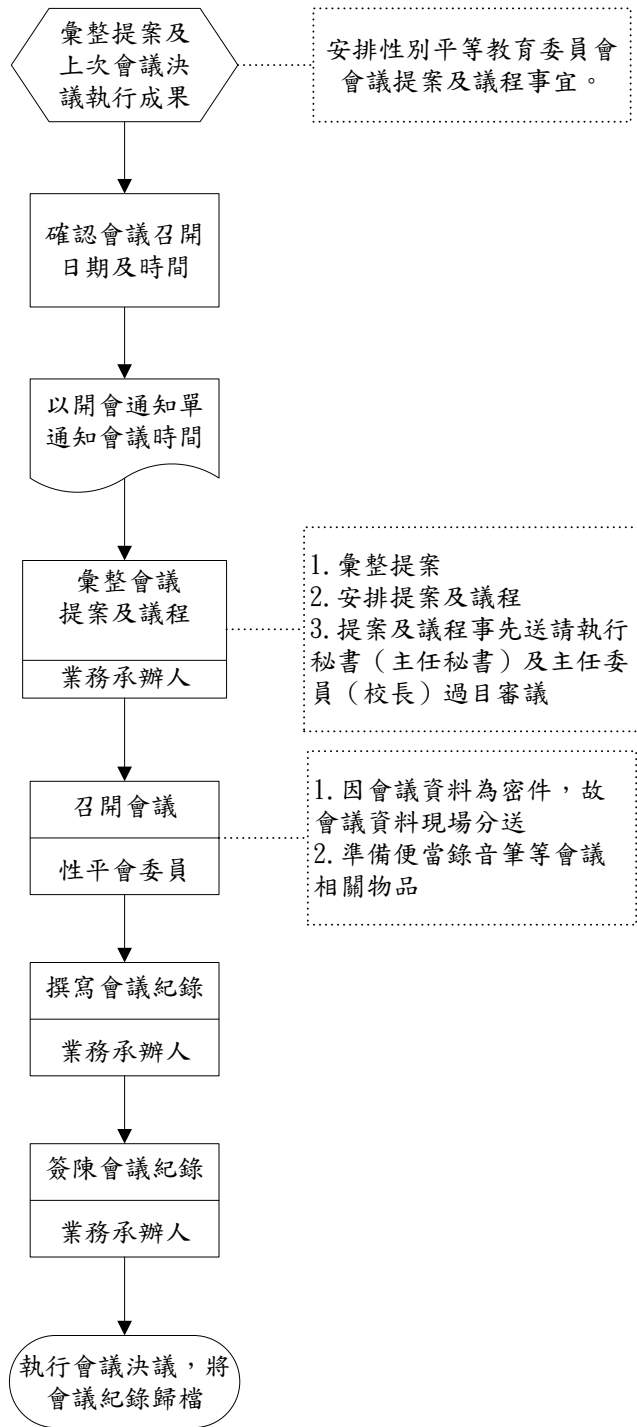 彙整提案及
上次會議決
議執行成果
安排性別平等教育委員會
會議提案及議程事宜。
確認會議召開
日期及時間
以開會通知單
通知會議時間
彙整會議
提案及議程
業務承辦人
1.彙整提案
2.安排提案及議程
3.提案及議程事先送請執行
秘書（主任秘書）及主任委
員（校長）過目審議
召開會議
性平會委員
1.因會議資料為密件，故
會議資料現場分送
2.準備便當錄音筆等會議
相關物品
撰寫會議紀錄
業務承辦人
簽陳會議紀錄
業務承辦人
執行會議決議，將
會議紀錄歸檔